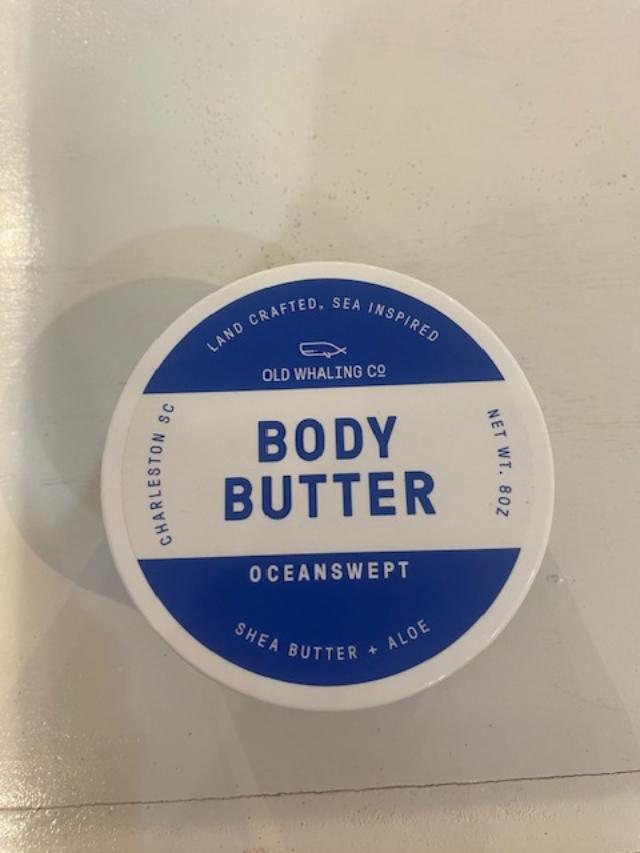 LAND CRAFTED, SEA INSPIRED
OLD WHALING Cº
CHARLESTON SC
BODY
BUTTER
NET WT. 8OZ
OCEANSWEPT
SHEA BUTTER + ALOE